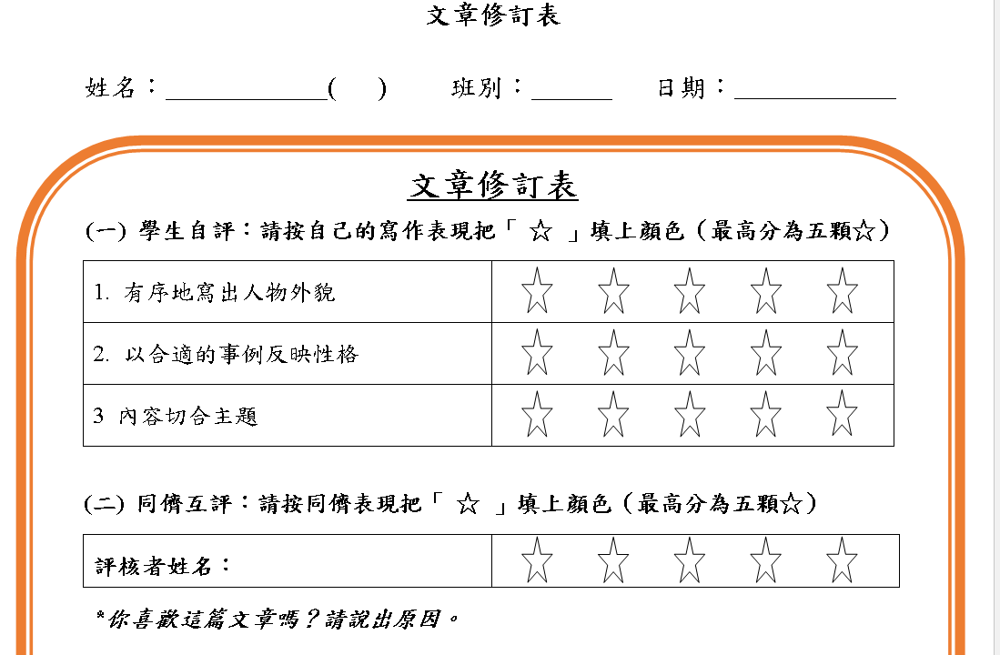 文章修訂表
姓名：____________(　　)　　班別：______　　日期：____________
文章修訂表
(一) 學生自評：請按自己的寫作表現把「 ☆ 」填上顏色（最高分為五顆☆）
1. 有序地寫出人物外貌 ☆ ☆ ☆ ☆ ☆
2. 以合適的事例反映性格 ☆ ☆ ☆ ☆ ☆
3 內容切合主題 ☆ ☆ ☆ ☆ ☆
(二) 同儕互評：請按同儕表現把「 ☆ 」填上顏色（最高分為五顆☆）
評核者姓名： ☆ ☆ ☆ ☆ ☆
*你喜歡這篇文章嗎？請說出原因。